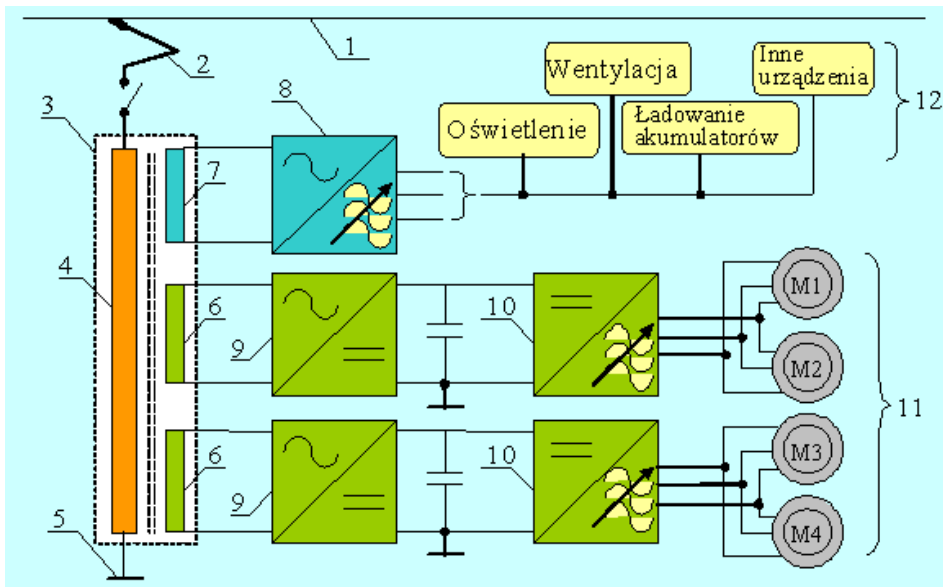 1
2
3
4
5
6
6
7
8
9
9
10
10
11
12
Oświetlenie
Wentylacja
Ładowanie
akumulatorów
Inne
urządzenia
M1
M2
M3
M4